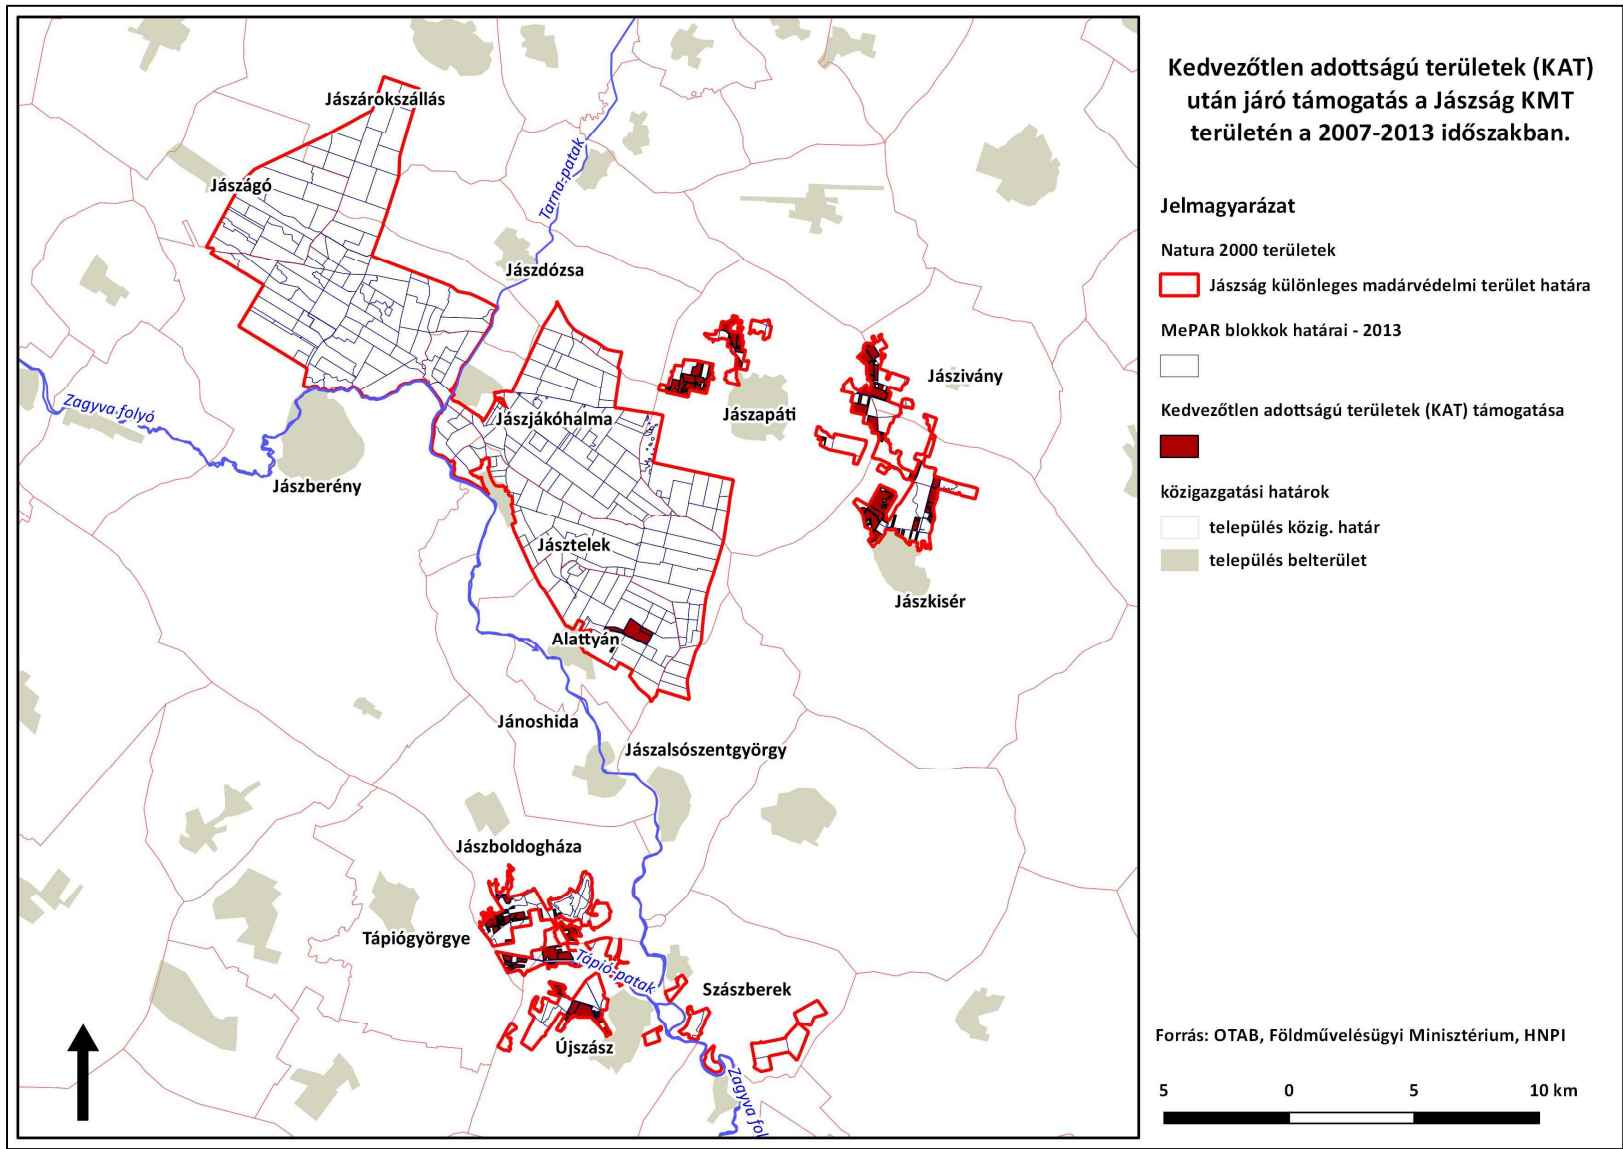 Kedvezőtlen adottságú területek (KAT)
után járó támogatás a Jászság KMT
területén a 2007-2013 időszakban.
Jelmagyarázat
Natura 2000 területek
Jászság különleges madárvédelmi terület határa
MePAR blokkok határai - 2013
Kedvezőtlen adottságú területek (KAT) támogatása
közigazgatási határok
település közig. határ
település belterület
Forrás: OTAB, Földművelésügyi Minisztérium, HNPI
5 0 5 10 km
Jászárokszállás
Jászágó
Tarna-patak
Jászdózsa
Zagyva folyó
Jászjákóhalma
Jászapáti
Jászivány
Jászberény
Jásztelek
Jászkisér
Alattyán
Jánoshida
Jászalsószentgyörgy
Jászboldogháza
Tápiógyörgye
Tápió-patak
Szászberek
Újszász
Zagyva fol